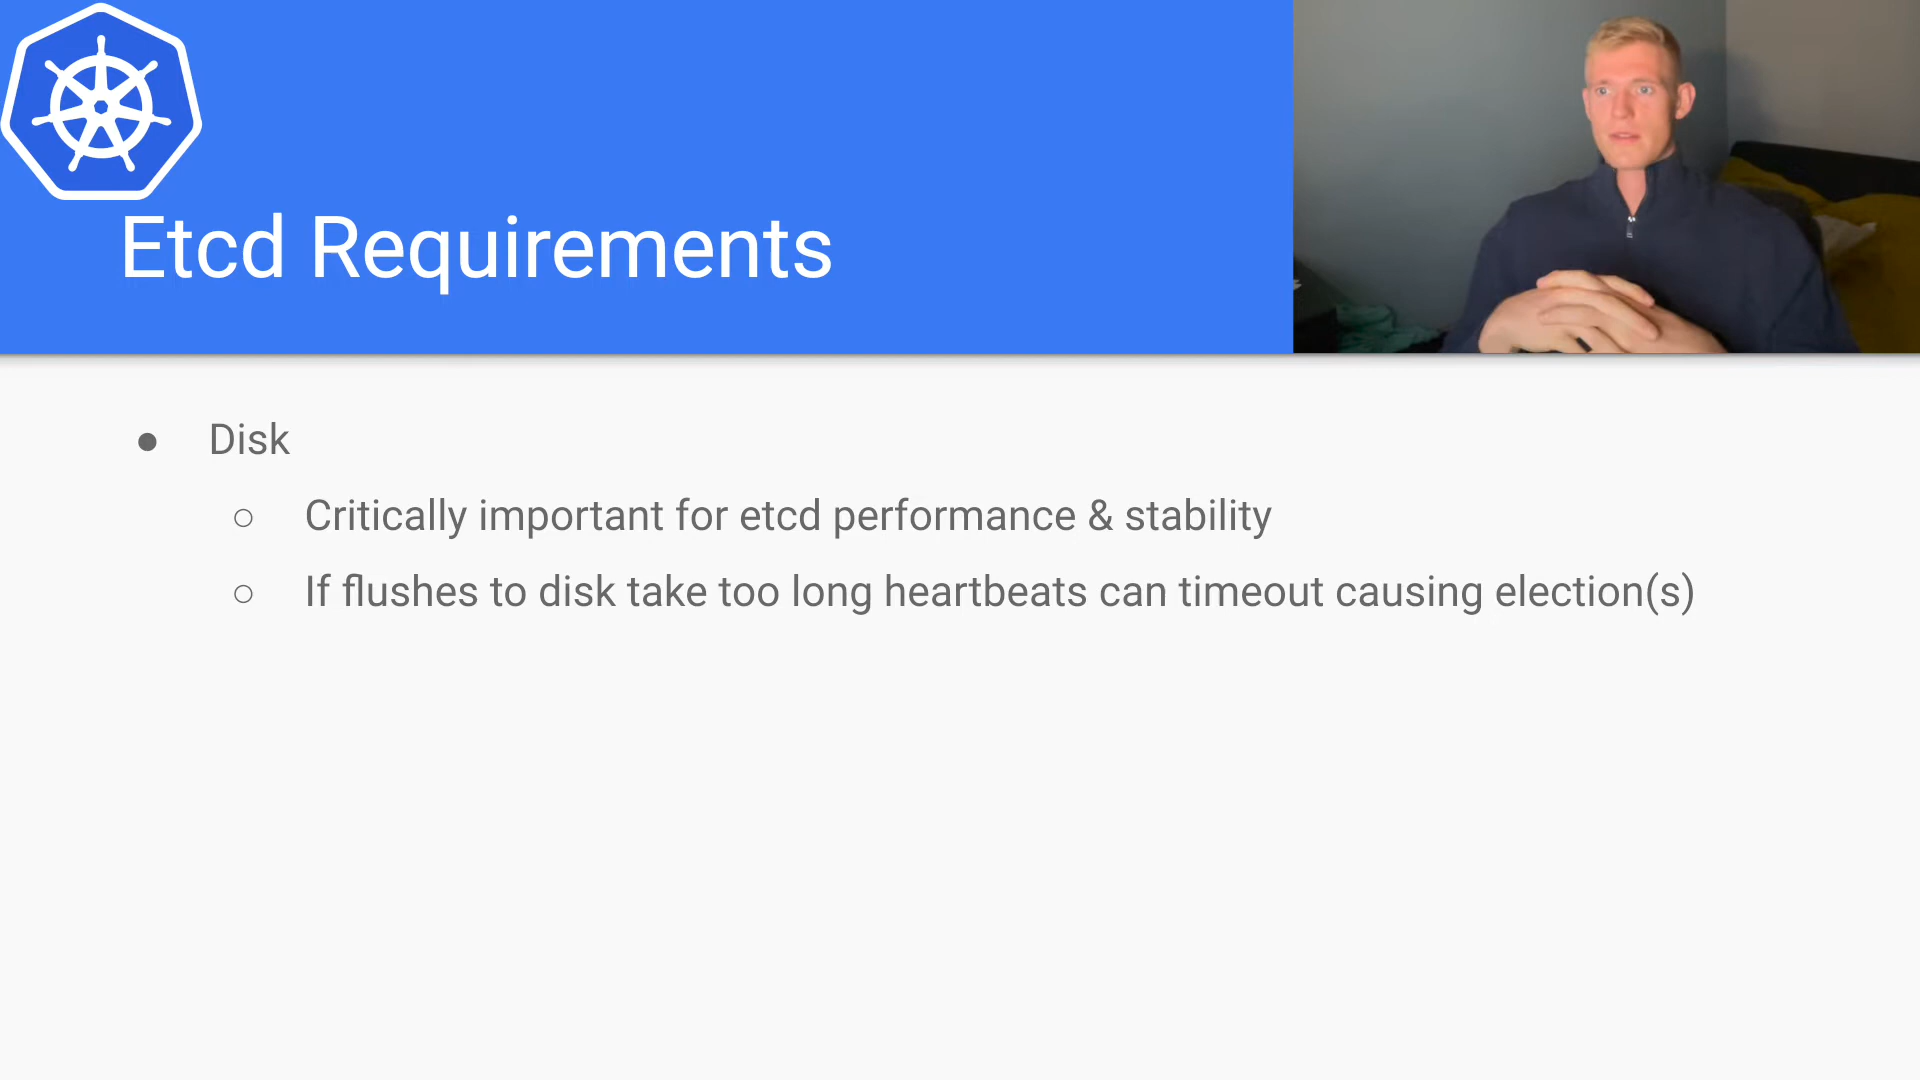 Etcd Requirements
Disk
Critically important for etcd performance & stability
If flushes to disk take too long heartbeats can timeout causing election(s)